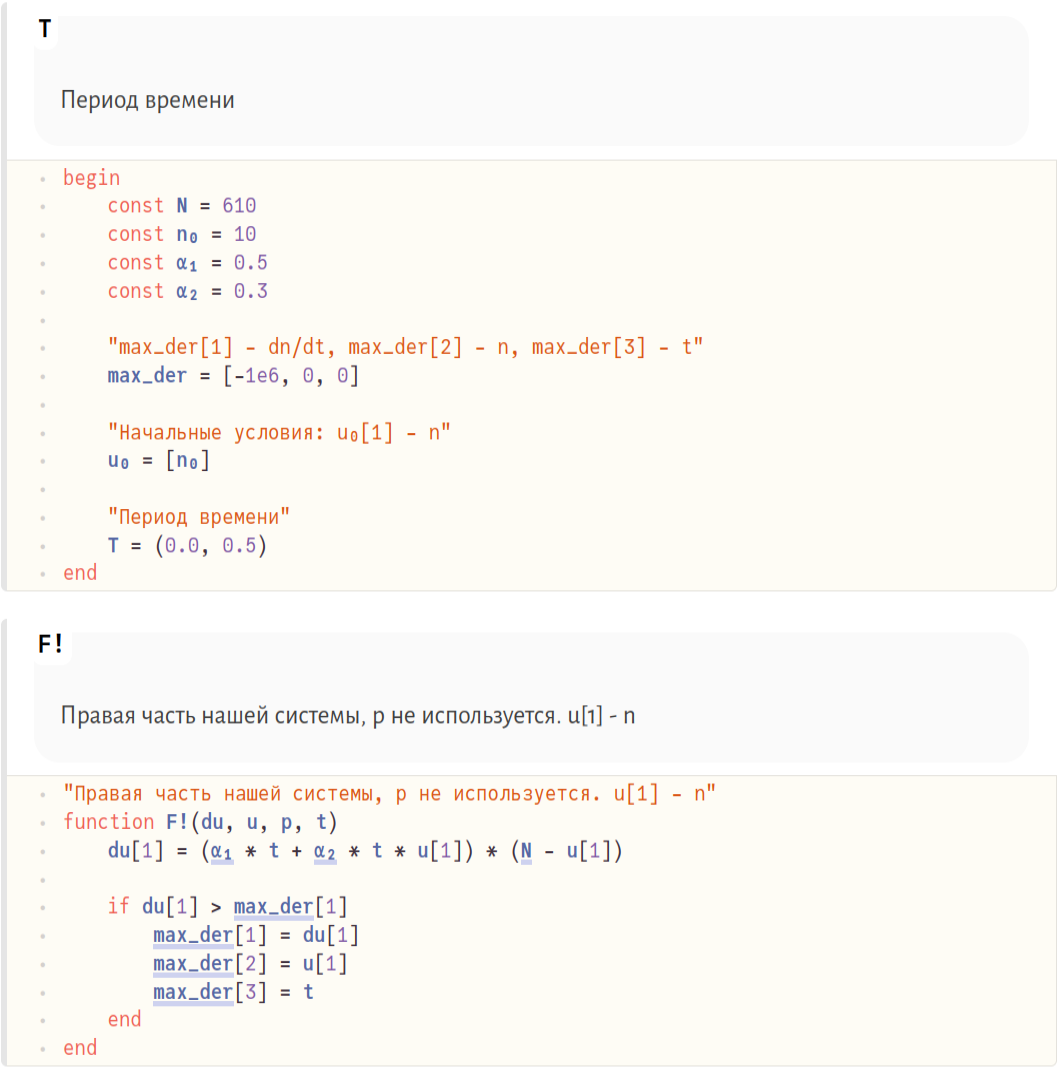 T
Период времени
begin
    const N = 610
    const n₀ = 10
    const α₁ = 0.5
    const α₂ = 0.3
    "max_der[1] - dn/dt, max_der[2] - n, max_der[3] - t"
    max_der = [-1e6, 0, 0]
    "Начальные условия: u₀[1] - n"
    u₀ = [n₀]
    "Период времени"
    T = (0.0, 0.5)
end
F!
Правая часть нашей системы, p не используется. u[1] - n
"Правая часть нашей системы, p не используется. u[1] - n"
function F!(du, u, p, t)
    du[1] = (α₁ * t + α₂ * t * u[1]) * (N - u[1])
    if du[1] > max_der[1]
        max_der[1] = du[1]
        max_der[2] = u[1]
        max_der[3] = t
    end
end